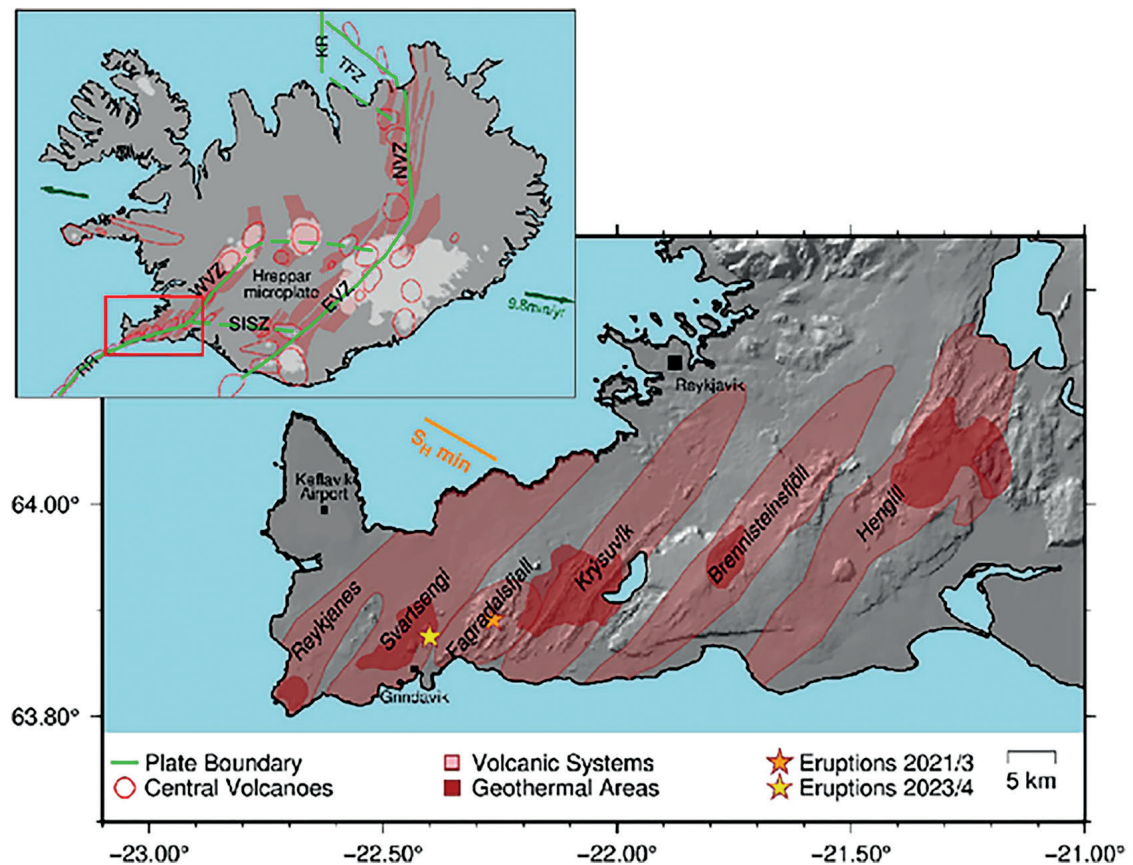 KR
TFZ
NVZ
WVZ
Hreppar
microplate
EVZ
SISZ
RR
9.8mm/yr
Reykjavik
SH min
Keflavik
Airport
64.00°
63.80°
Reykjanes
Svartsengi
Fagradalsfjall
Krýsuvík
Brennisteinsfjöll
Hengill
Grindavik
Plate Boundary
Central Volcanoes
Volcanic Systems
Geothermal Areas
Eruptions 2021/3
Eruptions 2023/4
5 km
−23.00°
−22.50°
−22.00°
−21.50°
−21.00°